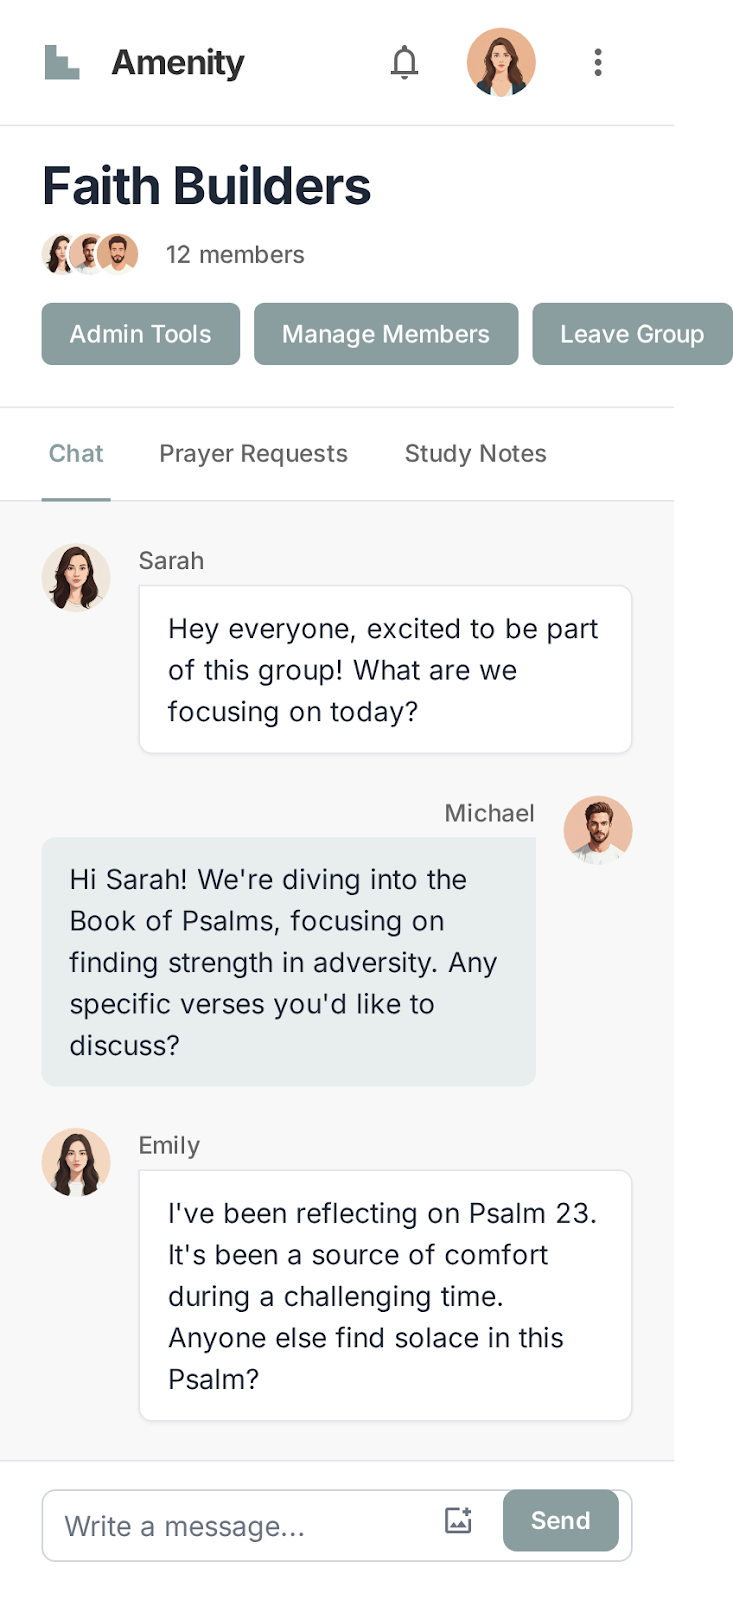 Amenity
Faith Builders
12 members
Admin Tools
Manage Members
Leave Group
Chat
Prayer Requests
Study Notes
Sarah
Hey everyone, excited to be part
of this group! What are we
focusing on today?
Michael
Hi Sarah! We're diving into the
Book of Psalms, focusing on
finding strength in adversity. Any
specific verses you'd like to
discuss?
Emily
I've been reflecting on Psalm 23.
It's been a source of comfort
during a challenging time.
Anyone else find solace in this
Psalm?
Write a message...
Send